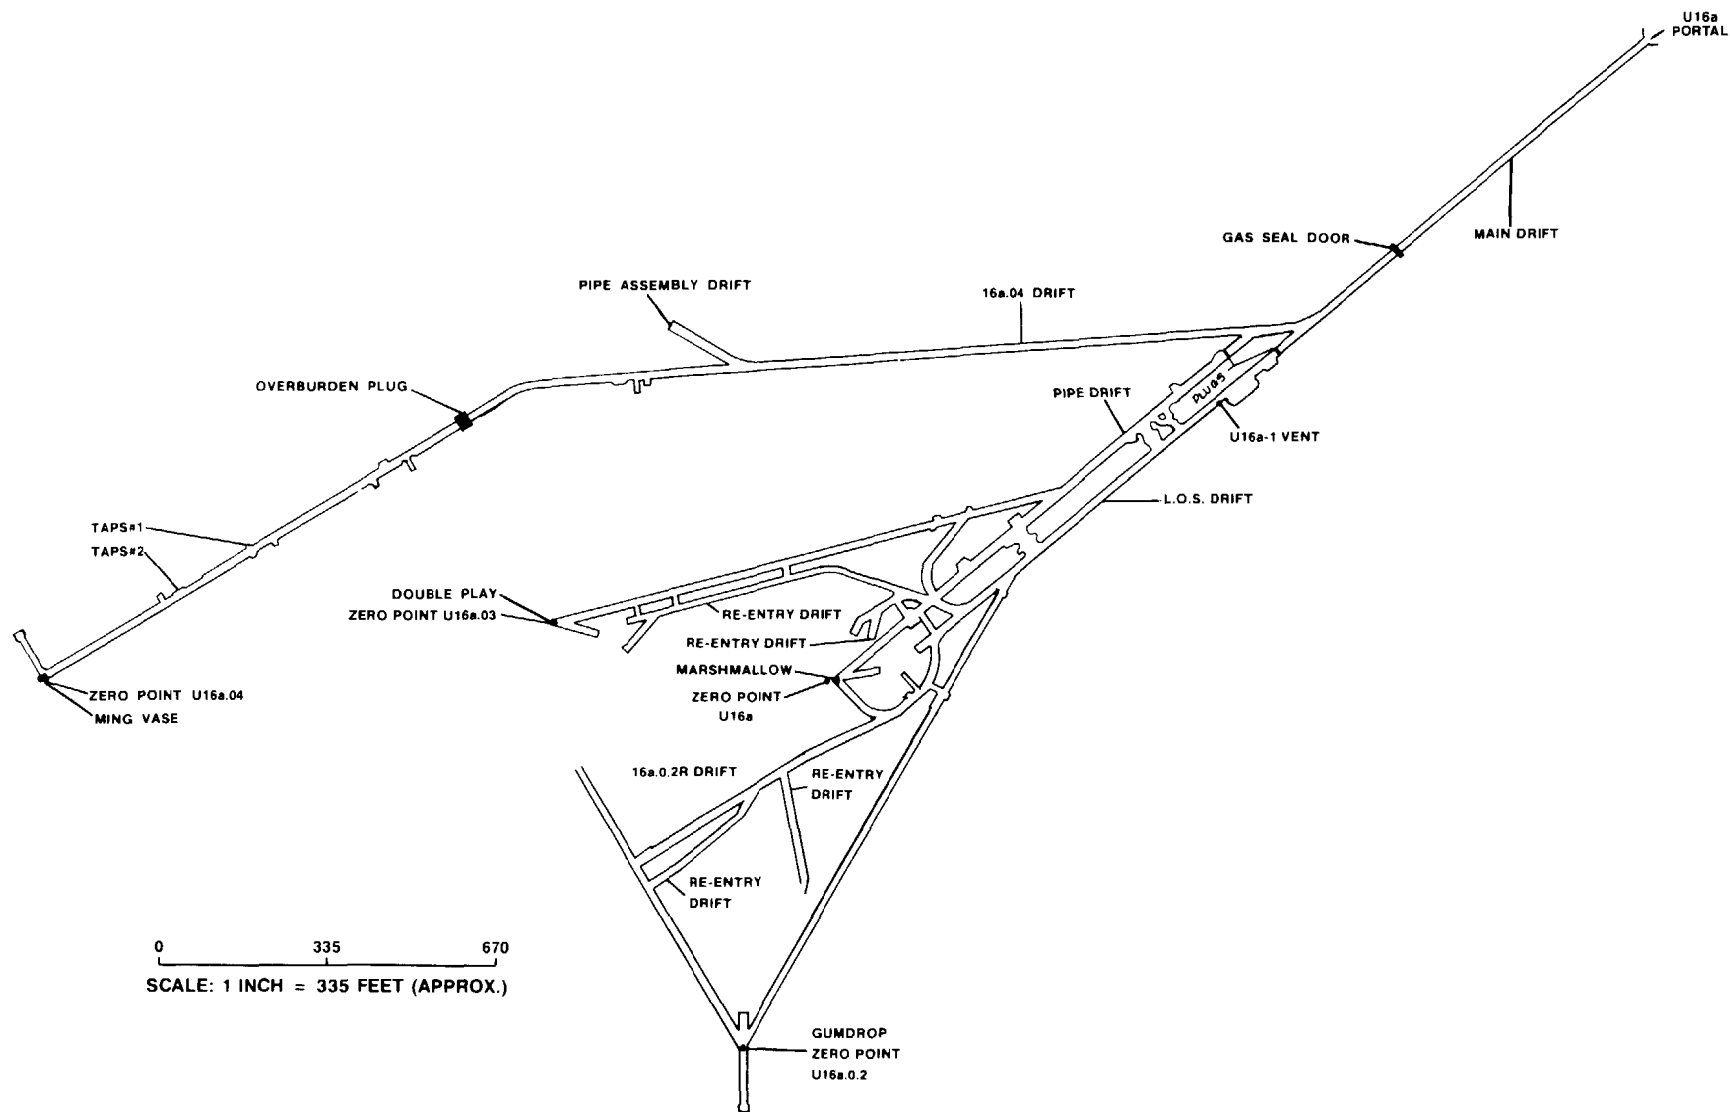 U16a
PORTAL
MAIN DRIFT
GAS SEAL DOOR
PIPE ASSEMBLY DRIFT
16a.04 DRIFT
OVERBURDEN PLUG
PLUGS
PIPE DRIFT
U16a-1 VENT
L.O.S. DRIFT
TAPS#1
TAPS#2
DOUBLE PLAY
ZERO POINT U16a.03
RE-ENTRY DRIFT
RE-ENTRY DRIFT
MARSHMALLOW
ZERO POINT
U16a
ZERO POINT U16a.04
MING VASE
16a.0.2R DRIFT
RE-ENTRY
DRIFT
RE-ENTRY
DRIFT
0 335 670
SCALE: 1 INCH = 335 FEET (APPROX.)
GUMDROP
ZERO POINT
U16a.0.2